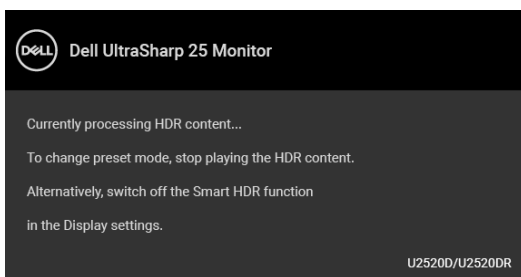 DELL
Dell UltraSharp 25 Monitor
Currently processing HDR content...
To change preset mode, stop playing the HDR content.
Alternatively, switch off the Smart HDR function
in the Display settings.
U2520D/U2520DR